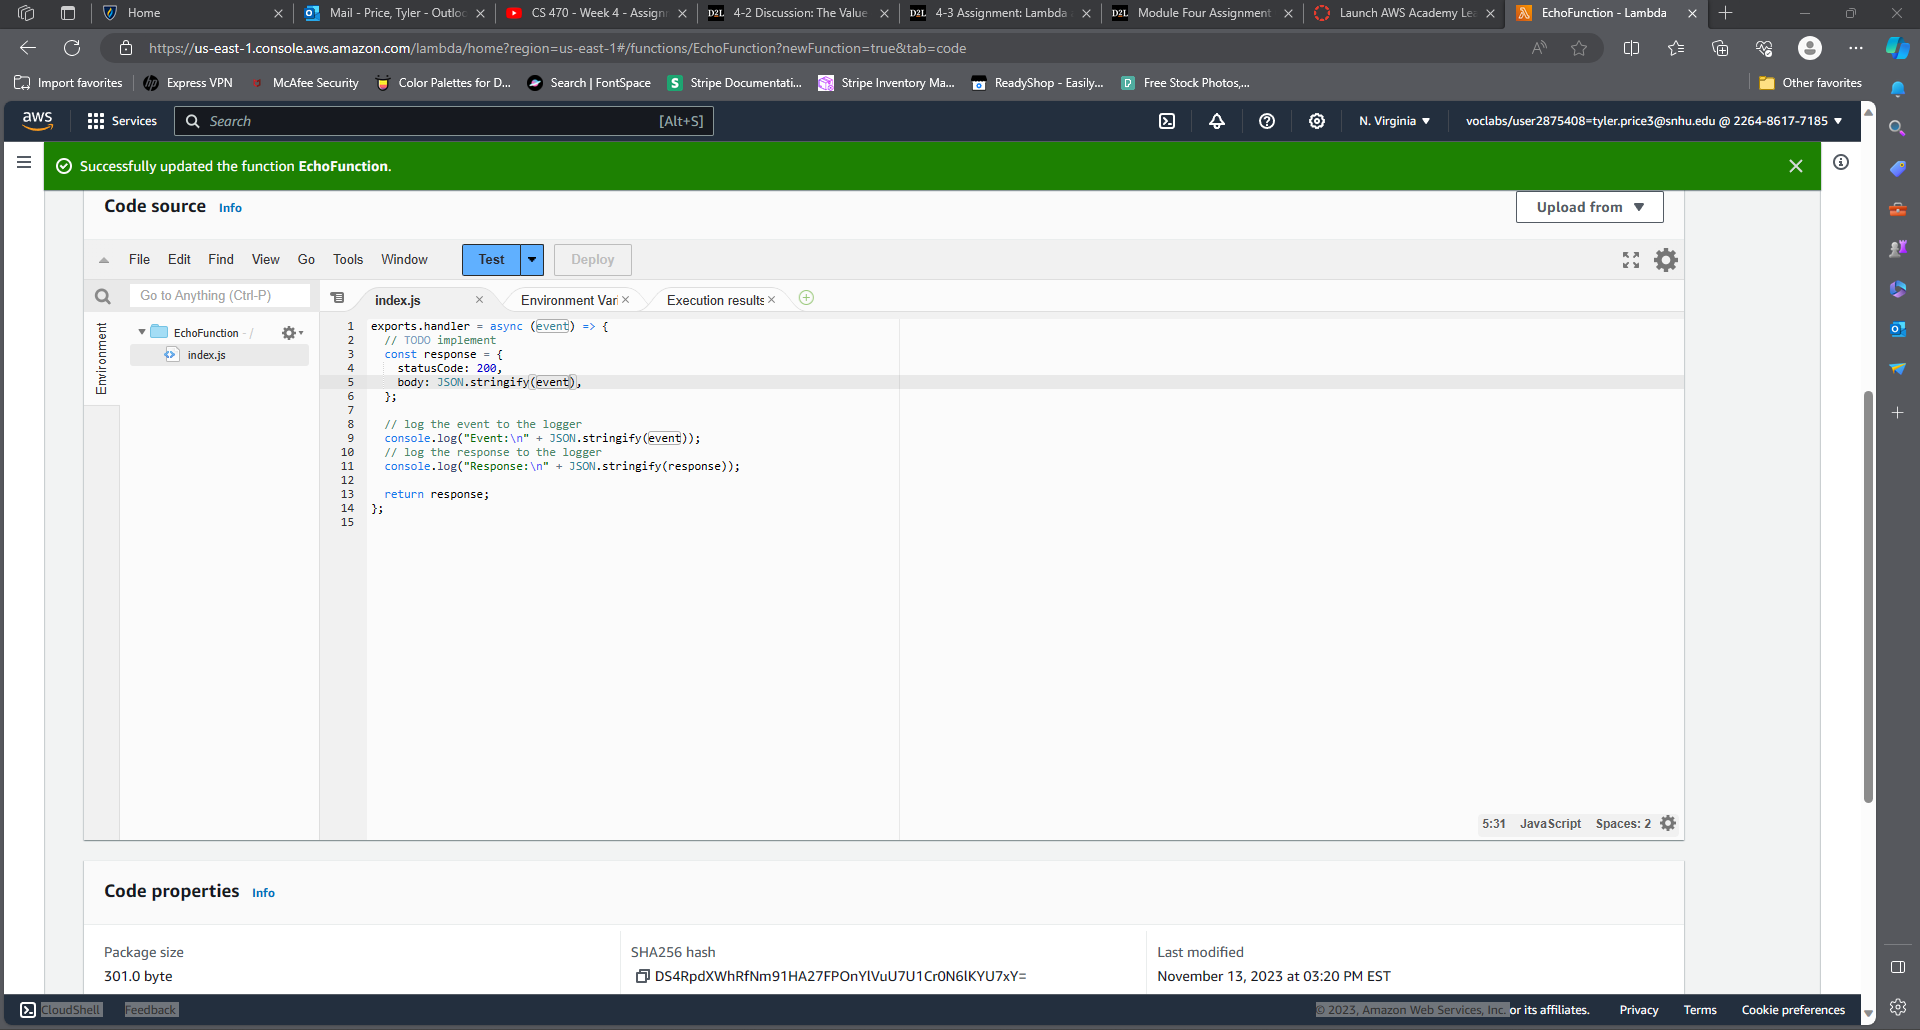 Home
Mail - Price, Tyler - Outloo
CS 470 - Week 4 - Assignr
D2L 4-2 Discussion: The Value
D2L 4-3 Assignment: Lambda
D2L Module Four Assignment
Launch AWS Academy Lea
EchoFunction - Lambda
https://us-east-1.console.aws.amazon.com/lambda/home?region=us-east-1#/functions/EchoFunction?newFunction=true&tab=code
Import favorites
Express VPN
McAfee Security
Color Palettes for D...
Search | FontSpace
Stripe Documentati...
Stripe Inventory Ma...
ReadyShop - Easily...
Free Stock Photos,...
Other favorites
aws
Services
Search
[Alt+S]
N. Virginia
voclabs/user2875408=tyler.price3@snhu.edu @ 2264-8617-7185
Successfully updated the function EchoFunction.
Code source Info
Upload from
File Edit Find View Go Tools Window
Test
Deploy
Go to Anything (Ctrl-P)
index.js
Environment Var
Execution results
Environment
EchoFunction - /
index.js
1 exports.handler = async (event) => {
2 // TODO implement
3 const response = {
4 statusCode: 200,
5 body: JSON.stringify(event),
6 };
7
8 // log the event to the logger
9 console.log("Event:\n" + JSON.stringify(event));
10 // log the response to the logger
11 console.log("Response:\n" + JSON.stringify(response));
12
13 return response;
14 };
15
5:31 JavaScript Spaces: 2
Code properties Info
Package size
301.0 byte
SHA256 hash
DS4RpdXWhRfNm91HA27FPOnYlVuU7U1Cr0N6lKYU7xY=
Last modified
November 13, 2023 at 03:20 PM EST
CloudShell
Feedback
© 2023, Amazon Web Services, Inc. or its affiliates.
Privacy
Terms
Cookie preferences